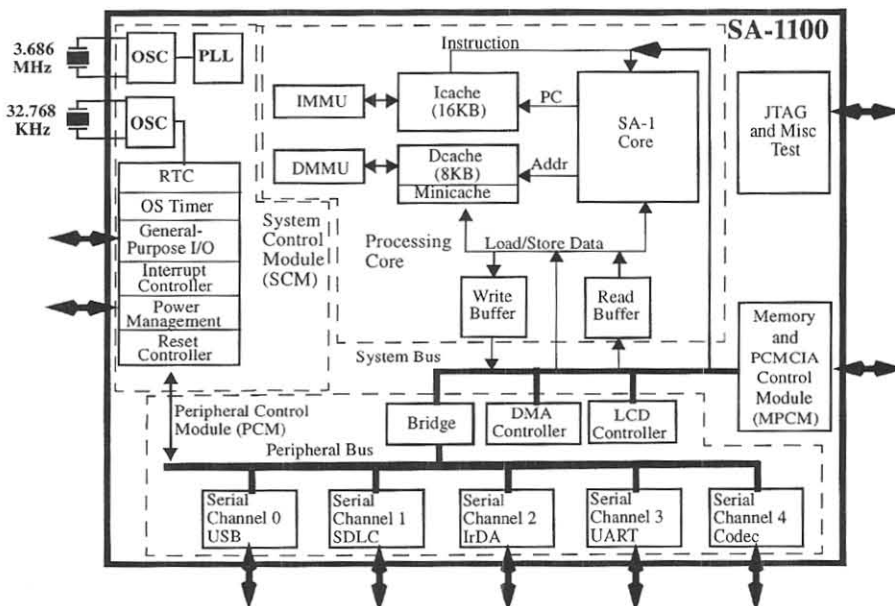 SA-1100
3.686
MHz
OSC
PLL
32.768
KHz
OSC
RTC
OS Timer
General-
Purpose I/O
Interrupt
Controller
Power
Management
Reset
Controller
System
Control
Module
(SCM)
Instruction
IMMU
Icache
(16KB)
PC
SA-1
Core
DMMU
Dcache
(8KB)
Minicache
Addr
Processing
Core
Load/Store Data
Write
Buffer
Read
Buffer
JTAG
and Misc
Test
Memory
and
PCMCIA
Control
Module
(MPCM)
System Bus
Peripheral Control
Module (PCM)
Bridge
DMA
Controller
LCD
Controller
Peripheral Bus
Serial
Channel 0
USB
Serial
Channel 1
SDLC
Serial
Channel 2
IrDA
Serial
Channel 3
UART
Serial
Channel 4
Codec